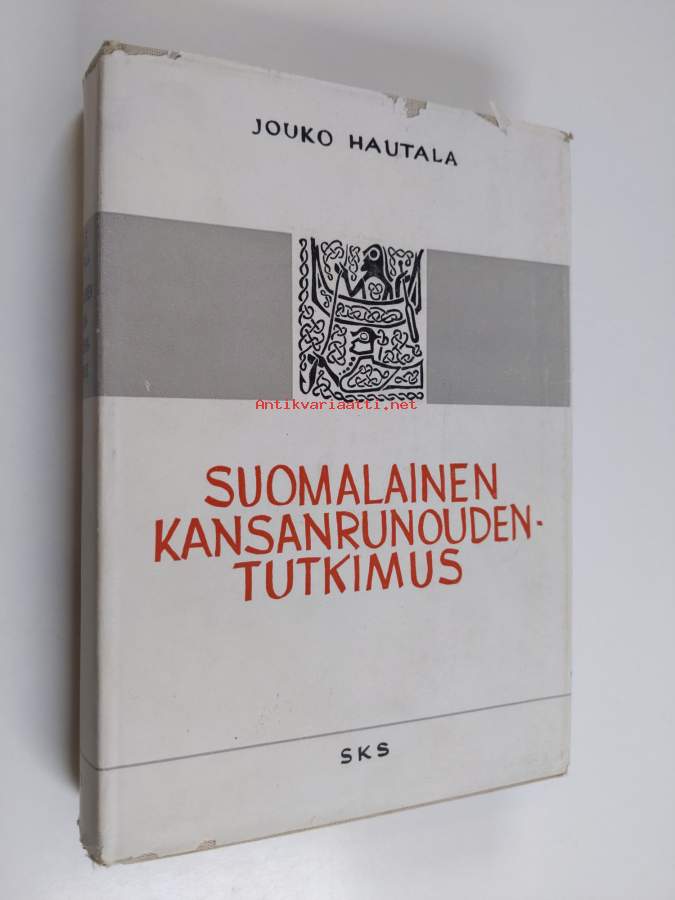 JOUKO HAUTALA
Antikvariaatti.net
SUOMALAINEN
KANSANRUNOUDEN-
TUTKIMUS
SKS